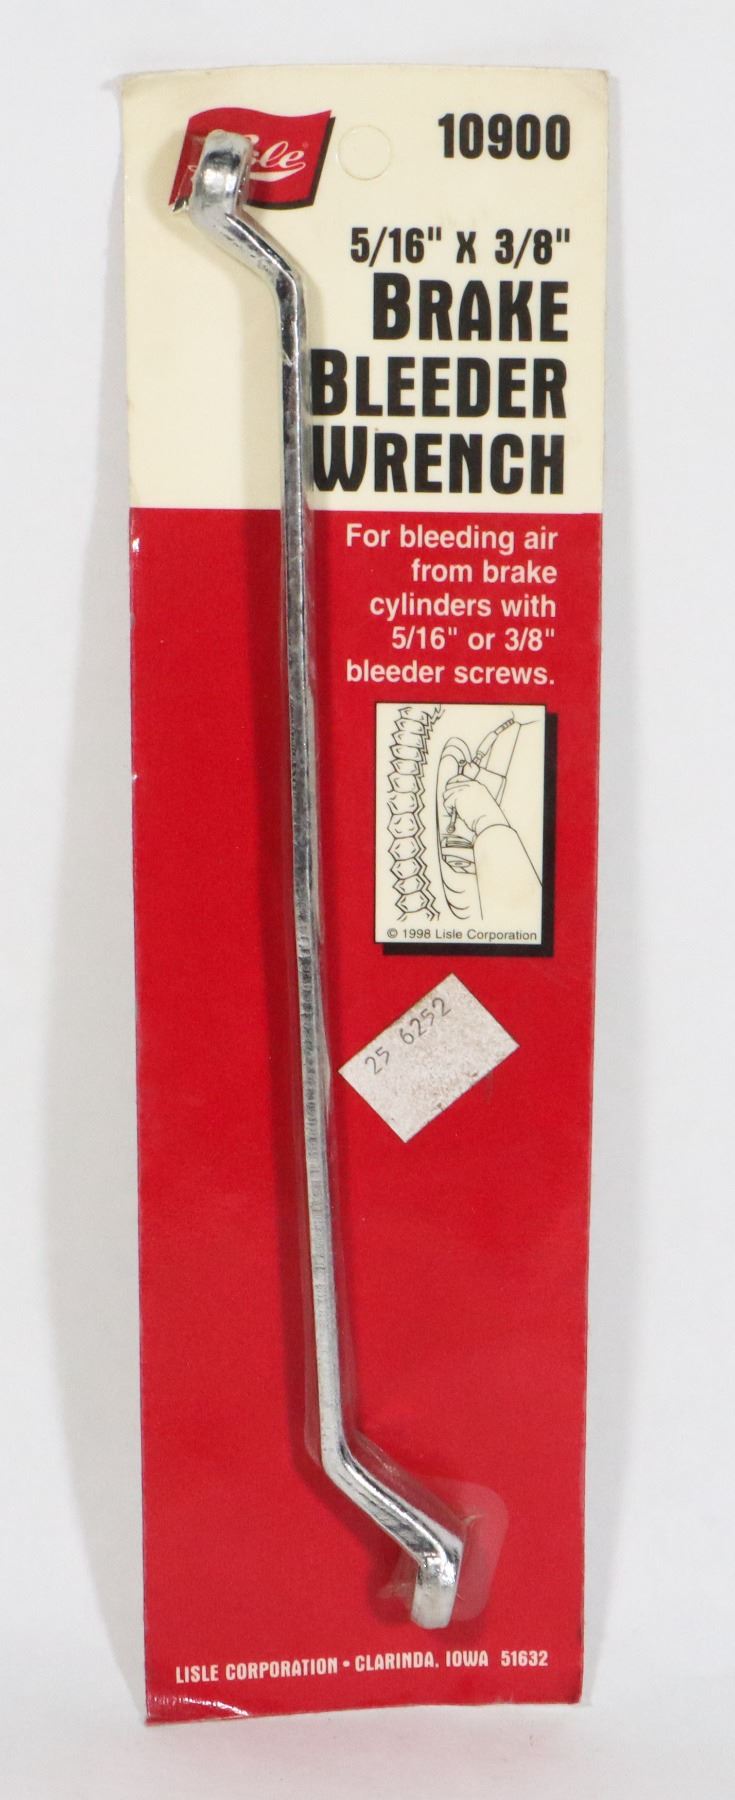 10900
5/16" X 3/8"
BRAKE
BLEEDER
WRENCH
For bleeding air
from brake
cylinders with
5/16" or 3/8"
bleeder screws.
© 1998 Lisle Corporation
25 6252
LISLE CORPORATION • CLARINDA, IOWA 51632